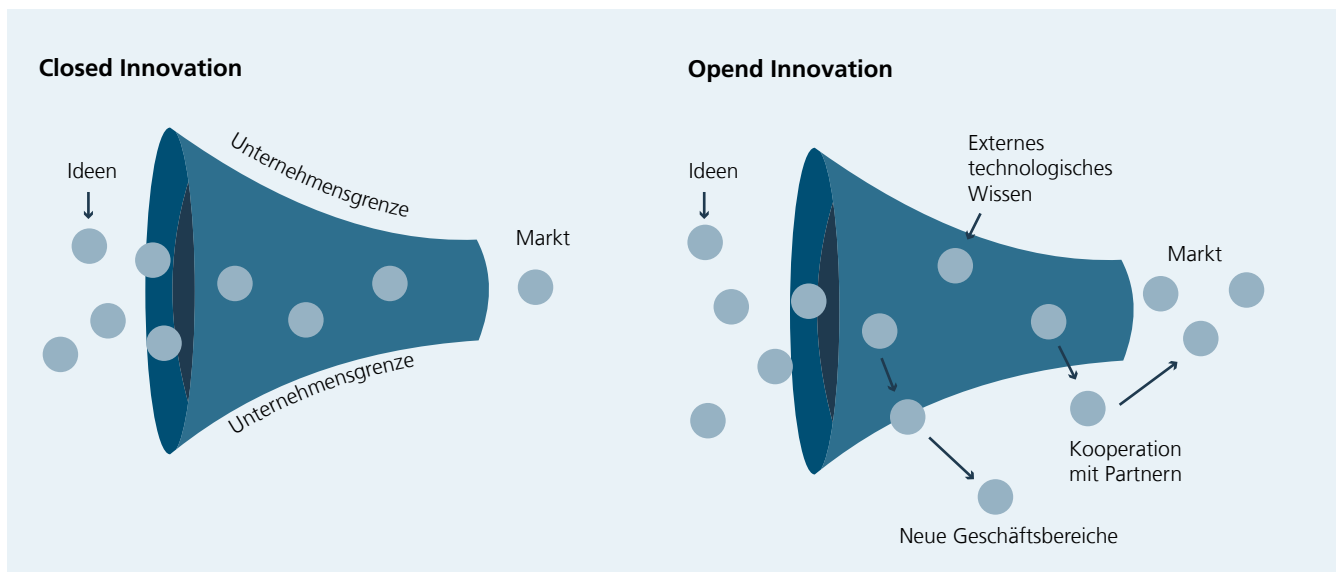 Closed Innovation
Ideen
Unternehmensgrenze
Markt
Unternehmensgrenze
Opend Innovation
Ideen
Externes
technologisches
Wissen
Markt
Kooperation
mit Partnern
Neue Geschäftsbereiche